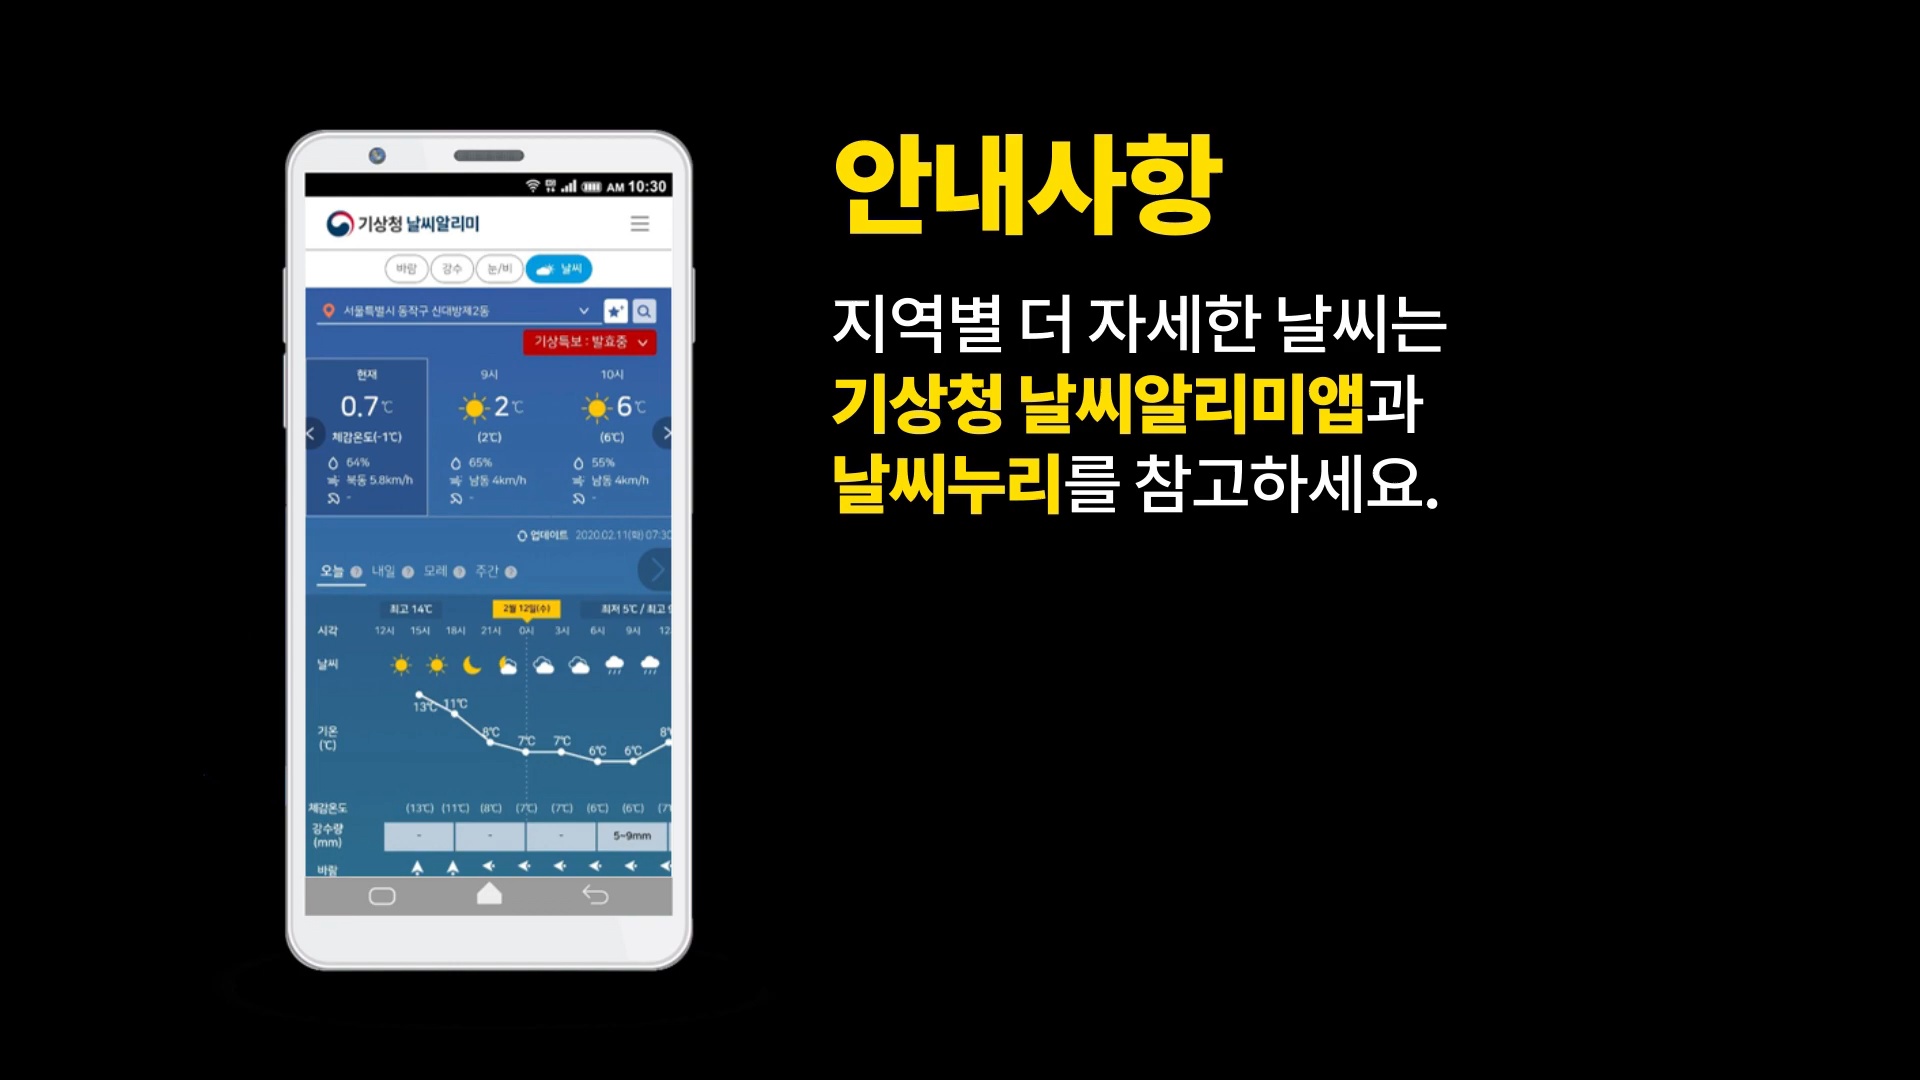 AM 10:30
기상청 날씨알리미
바람 강수 눈/비 날씨
서울특별시 동작구 신대방제2동
기상특보 : 발효중
현재 9시 10시
0.7℃ 2℃ 6℃
체감온도(-1℃) (2℃) (6℃)
64% 65% 55%
북동 5.8km/h 남동 4km/h 남동 4km/h
- - -
업데이트 2020.02.11(화) 07:30
오늘 내일 모레 주간
최고 14℃ 2월 12일(수) 최저 5℃ / 최고
시각 12시 15시 18시 21시 0시 3시 6시 9시 12
날씨
13℃ 11℃ 8℃ 7℃ 7℃ 6℃ 6℃ 8
기온
(℃)
체감온도 (13℃) (11℃) (8℃) (7℃) (7℃) (6℃) (6℃) (7
강수량
(mm) - - - 5~9mm
바람
안내사항
지역별 더 자세한 날씨는
기상청 날씨알리미앱과
날씨누리를 참고하세요.